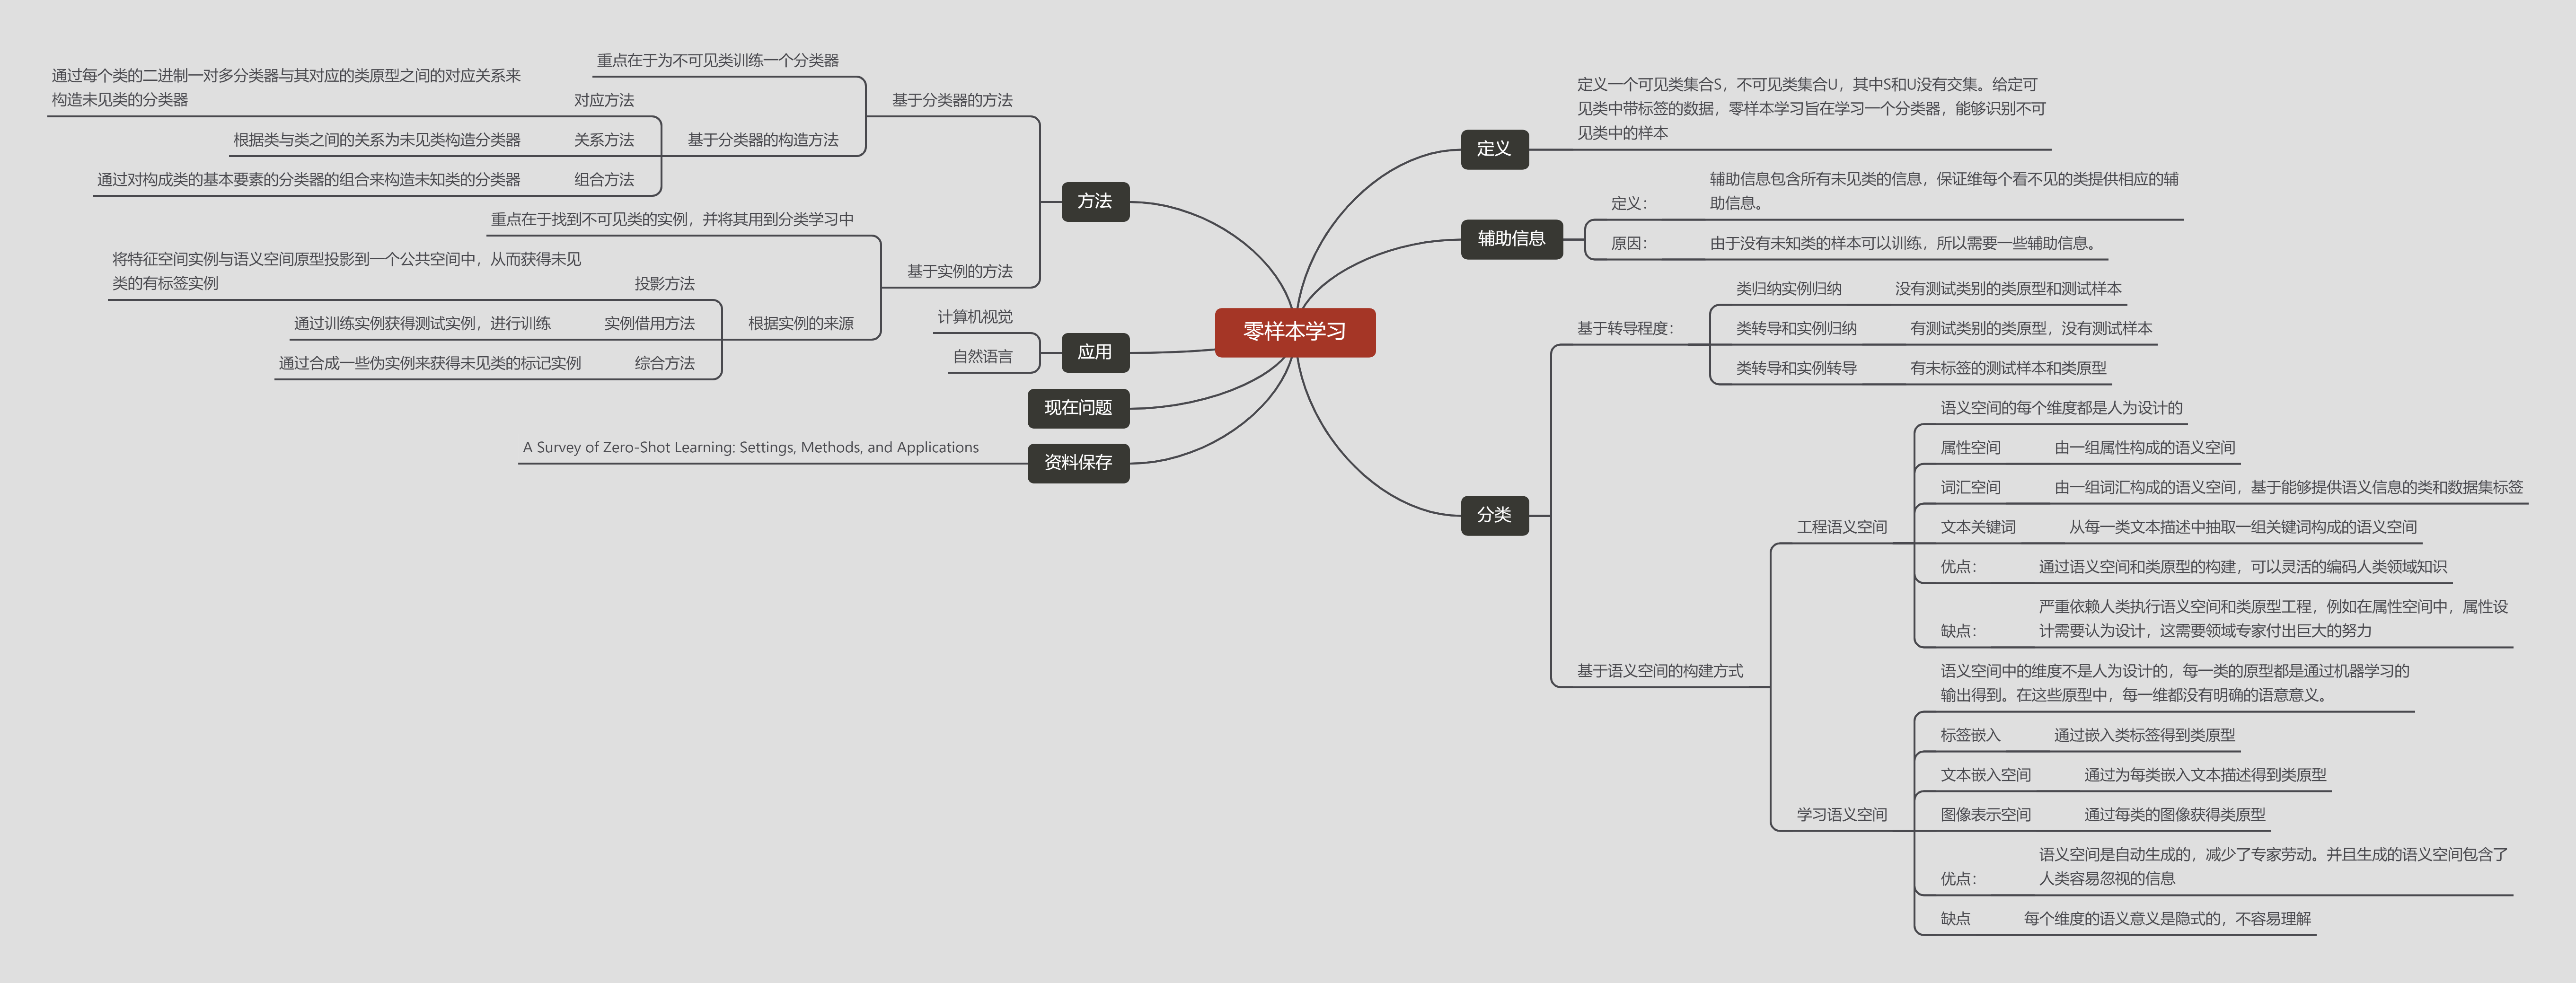 零样本学习
定义
定义一个可见类集合S，不可见类集合U，其中S和U没有交集。给定可
见类中带标签的数据，零样本学习旨在学习一个分类器，能够识别不可
见类中的样本
辅助信息
定义：
辅助信息包含所有未见类的信息，保证维每个看不见的类提供相应的辅
助信息。
原因：
由于没有未知类的样本可以训练，所以需要一些辅助信息。
分类
基于转导程度：
类归纳实例归纳
没有测试类别的类原型和测试样本
类转导和实例归纳
有测试类别的类原型，没有测试样本
类转导和实例转导
有未标签的测试样本和类原型
基于语义空间的构建方式
工程语义空间
语义空间的每个维度都是人为设计的
属性空间
由一组属性构成的语义空间
词汇空间
由一组词汇构成的语义空间，基于能够提供语义信息的类和数据集标签
文本关键词
从每一类文本描述中抽取一组关键词构成的语义空间
优点：
通过语义空间和类原型的构建，可以灵活的编码人类领域知识
缺点：
严重依赖人类执行语义空间和类原型工程，例如在属性空间中，属性设
计需要认为设计，这需要领域专家付出巨大的努力
学习语义空间
语义空间中的维度不是人为设计的，每一类的原型都是通过机器学习的
输出得到。在这些原型中，每一维都没有明确的语意意义。
标签嵌入
通过嵌入类标签得到类原型
文本嵌入空间
通过为每类嵌入文本描述得到类原型
图像表示空间
通过每类的图像获得类原型
优点：
语义空间是自动生成的，减少了专家劳动。并且生成的语义空间包含了
人类容易忽视的信息
缺点
每个维度的语义意义是隐式的，不容易理解
方法
基于分类器的方法
重点在于为不可见类训练一个分类器
基于分类器的构造方法
对应方法
通过每个类的二进制一对多分类器与其对应的类原型之间的对应关系来
构造未见类的分类器
关系方法
根据类与类之间的关系为未见类构造分类器
组合方法
通过对构成类的基本要素的分类器的组合来构造未知类的分类器
基于实例的方法
重点在于找到不可见类的实例，并将其用到分类学习中
根据实例的来源
投影方法
将特征空间实例与语义空间原型投影到一个公共空间中，从而获得未见
类的有标签实例
实例借用方法
通过训练实例获得测试实例，进行训练
综合方法
通过合成一些伪实例来获得未见类的标记实例
应用
计算机视觉
自然语言
现在问题
资料保存
A Survey of Zero-Shot Learning: Settings, Methods, and Applications